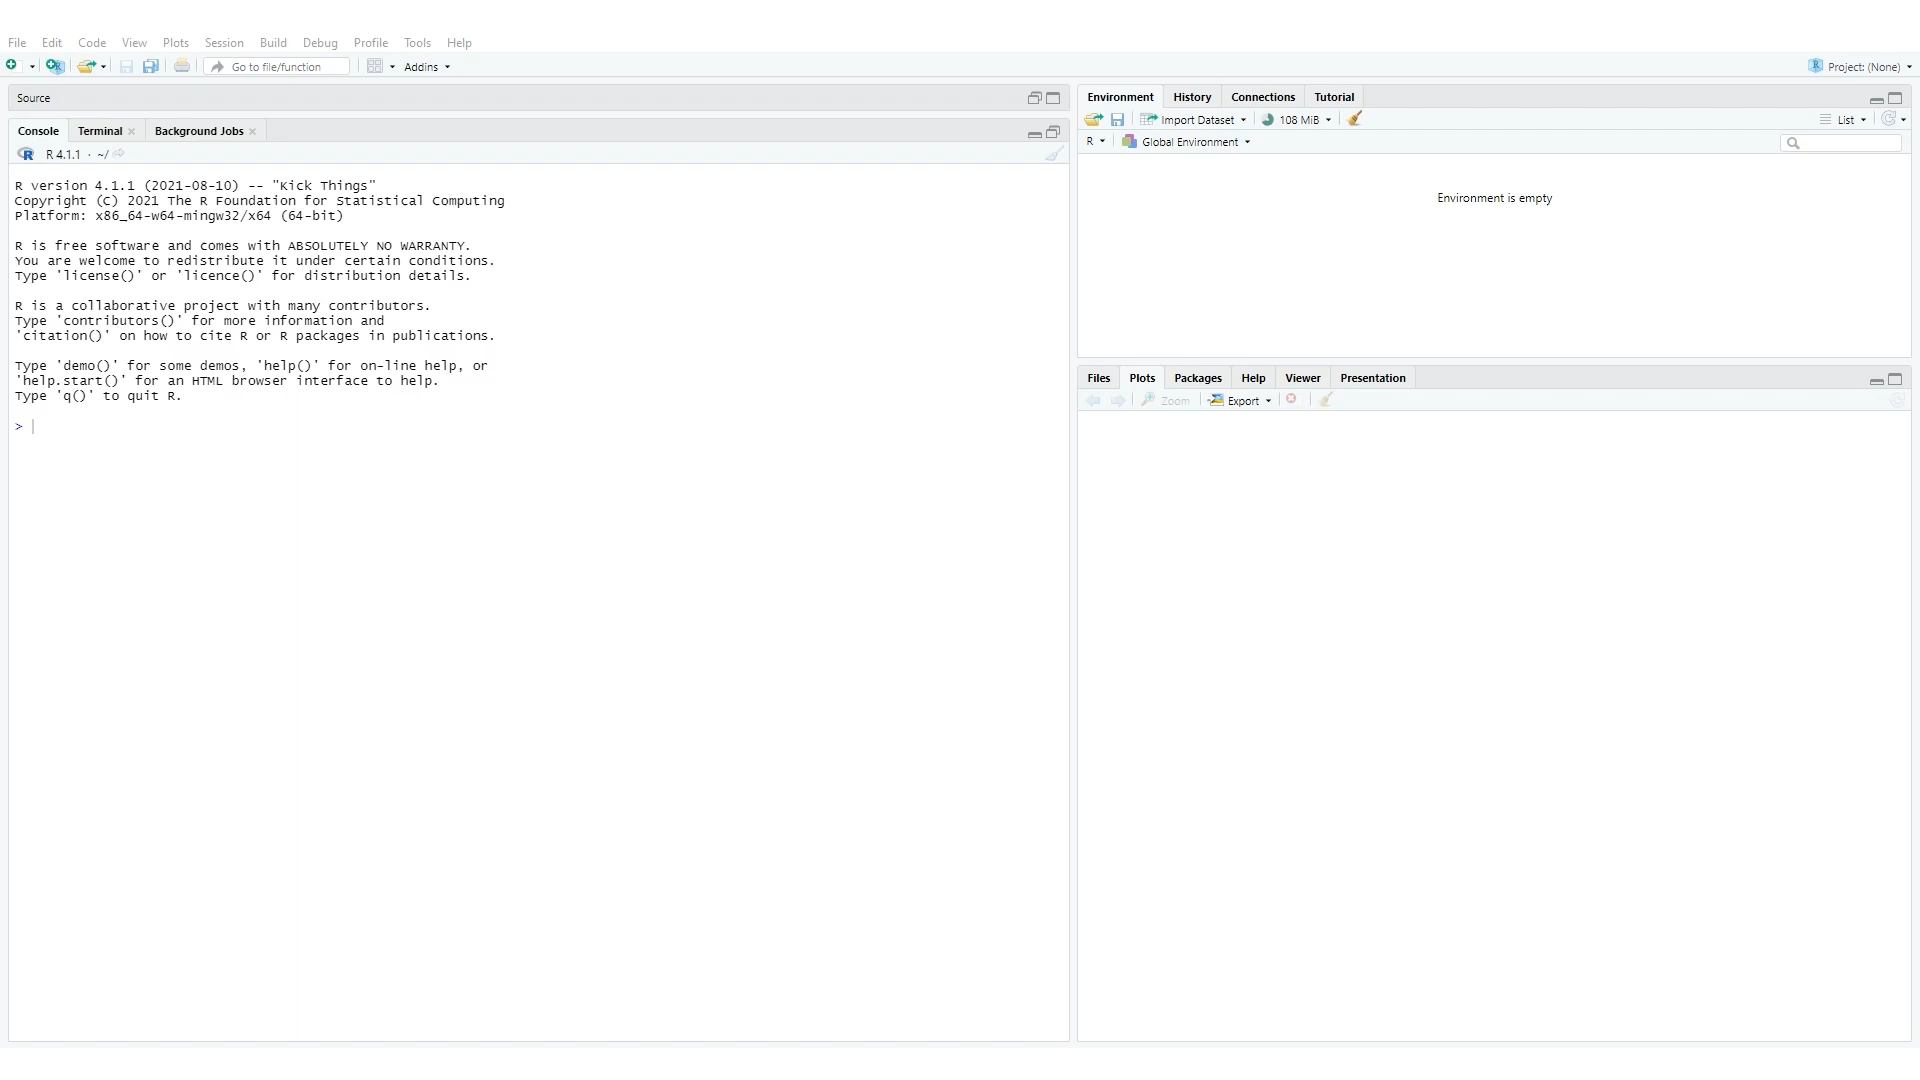 File Edit Code View Plots Session Build Debug Profile Tools Help
Go to file/function Addins Project: (None)
Source
Console Terminal Background Jobs
R 4.1.1 · ~/
R version 4.1.1 (2021-08-10) -- "Kick Things"
Copyright (C) 2021 The R Foundation for Statistical Computing
Platform: x86_64-w64-mingw32/x64 (64-bit)
R is free software and comes with ABSOLUTELY NO WARRANTY.
You are welcome to redistribute it under certain conditions.
Type 'license()' or 'licence()' for distribution details.
R is a collaborative project with many contributors.
Type 'contributors()' for more information and
'citation()' on how to cite R or R packages in publications.
Type 'demo()' for some demos, 'help()' for on-line help, or
'help.start()' for an HTML browser interface to help.
Type 'q()' to quit R.
>
Environment History Connections Tutorial
Import Dataset 108 MiB List
R Global Environment
Environment is empty
Files Plots Packages Help Viewer Presentation
Zoom Export